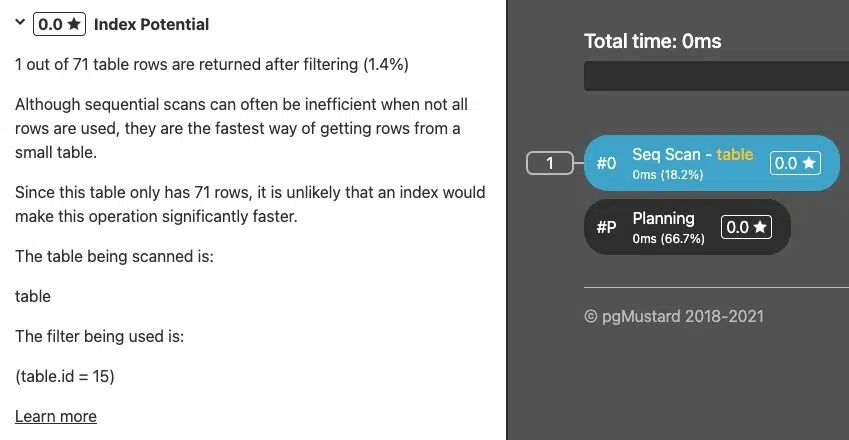 0.0 ★ Index Potential
1 out of 71 table rows are returned after filtering (1.4%)
Although sequential scans can often be inefficient when not all
rows are used, they are the fastest way of getting rows from a
small table.
Since this table only has 71 rows, it is unlikely that an index would
make this operation significantly faster.
The table being scanned is:
table
The filter being used is:
(table.id = 15)
Learn more
Total time: 0ms
1
#0 Seq Scan - table 0.0 ★
0ms (18.2%)
#P Planning 0.0 ★
0ms (66.7%)
© pgMustard 2018-2021